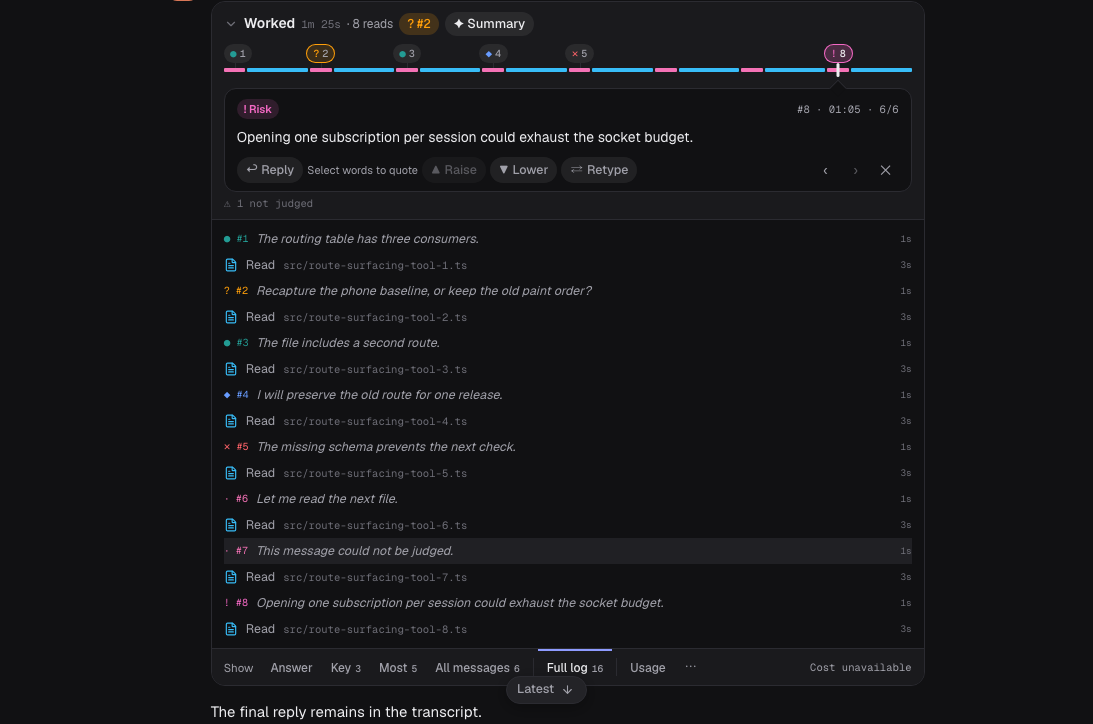 Worked 1m 25s · 8 reads ? #2 ✦ Summary
● 1 ? 2 ● 3 ◆ 4 × 5 ! 8
! Risk #8 · 01:05 · 6/6
Opening one subscription per session could exhaust the socket budget.
↩ Reply Select words to quote ▲ Raise ▼ Lower ⇄ Retype ‹ › ×
⚠ 1 not judged
● #1 The routing table has three consumers. 1s
Read src/route-surfacing-tool-1.ts 3s
? #2 Recapture the phone baseline, or keep the old paint order? 1s
Read src/route-surfacing-tool-2.ts 3s
● #3 The file includes a second route. 1s
Read src/route-surfacing-tool-3.ts 3s
◆ #4 I will preserve the old route for one release. 1s
Read src/route-surfacing-tool-4.ts 3s
× #5 The missing schema prevents the next check. 1s
Read src/route-surfacing-tool-5.ts 3s
· #6 Let me read the next file. 1s
Read src/route-surfacing-tool-6.ts 3s
· #7 This message could not be judged. 1s
Read src/route-surfacing-tool-7.ts 3s
! #8 Opening one subscription per session could exhaust the socket budget. 1s
Read src/route-surfacing-tool-8.ts 3s
Show Answer Key 3 Most 5 All messages 6 Full log 16 Usage ··· Cost unavailable
Latest ↓
The final reply remains in the transcript.